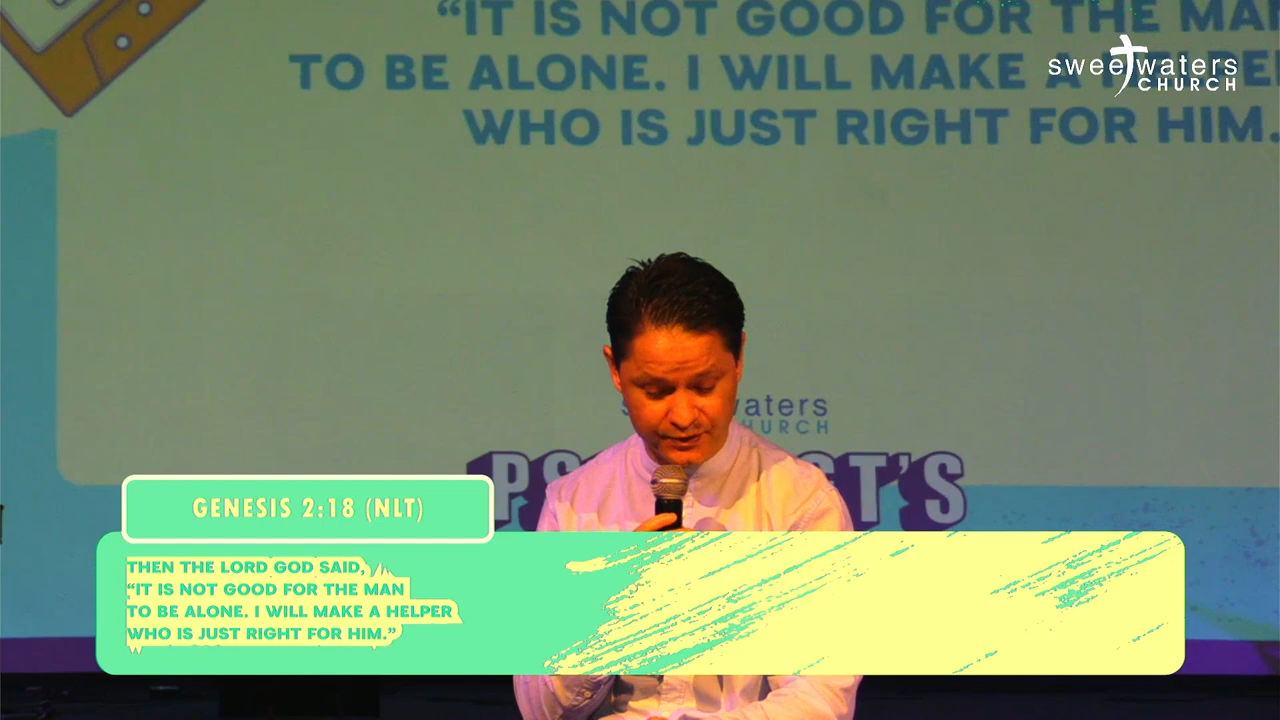 “IT IS NOT GOOD FOR THE
TO BE ALONE. I WILL MAKE A
WHO IS JUST RIGHT FOR HIM.
sweetwaters
CHURCH
waters
CHURCH
GENESIS 2:18 (NLT)
THEN THE LORD GOD SAID,
“IT IS NOT GOOD FOR THE MAN
TO BE ALONE. I WILL MAKE A HELPER
WHO IS JUST RIGHT FOR HIM.”